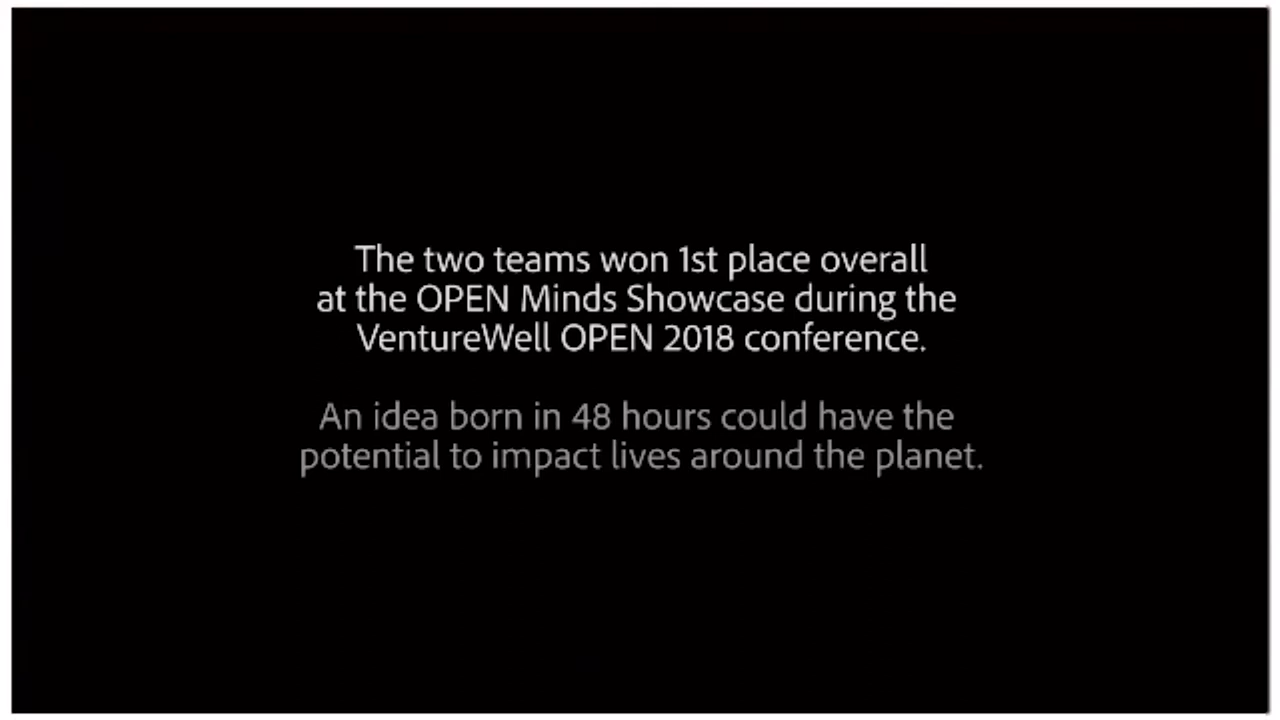 The two teams won 1st place overall
at the OPEN Minds Showcase during the
VentureWell OPEN 2018 conference.
An idea born in 48 hours could have the
potential to impact lives around the planet.